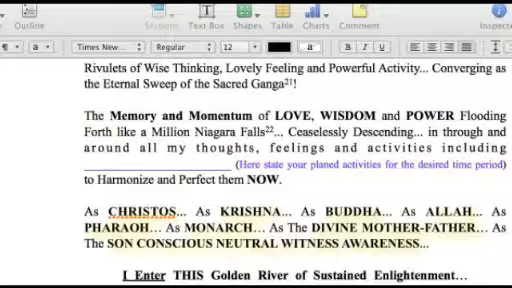 Outline Sections Text Box Shapes Table Charts Comment Inspector
¶ a Times New... Regular 12 B I U
Rivulets of Wise Thinking, Lovely Feeling and Powerful Activity... Converging as
the Eternal Sweep of the Sacred Ganga21!
The Memory and Momentum of LOVE, WISDOM and POWER Flooding
Forth like a Million Niagara Falls22... Ceaselessly Descending... in through and
around all my thoughts, feelings and activities including
____________________________ (Here state your planed activities for the desired time period)
to Harmonize and Perfect them NOW.
As CHRISTOS... As KRISHNA... As BUDDHA... As ALLAH... As
PHARAOH... As MONARCH... As The DIVINE MOTHER-FATHER... As
The SON CONSCIOUS NEUTRAL WITNESS AWARENESS...
I Enter THIS Golden River of Sustained Enlightenment...